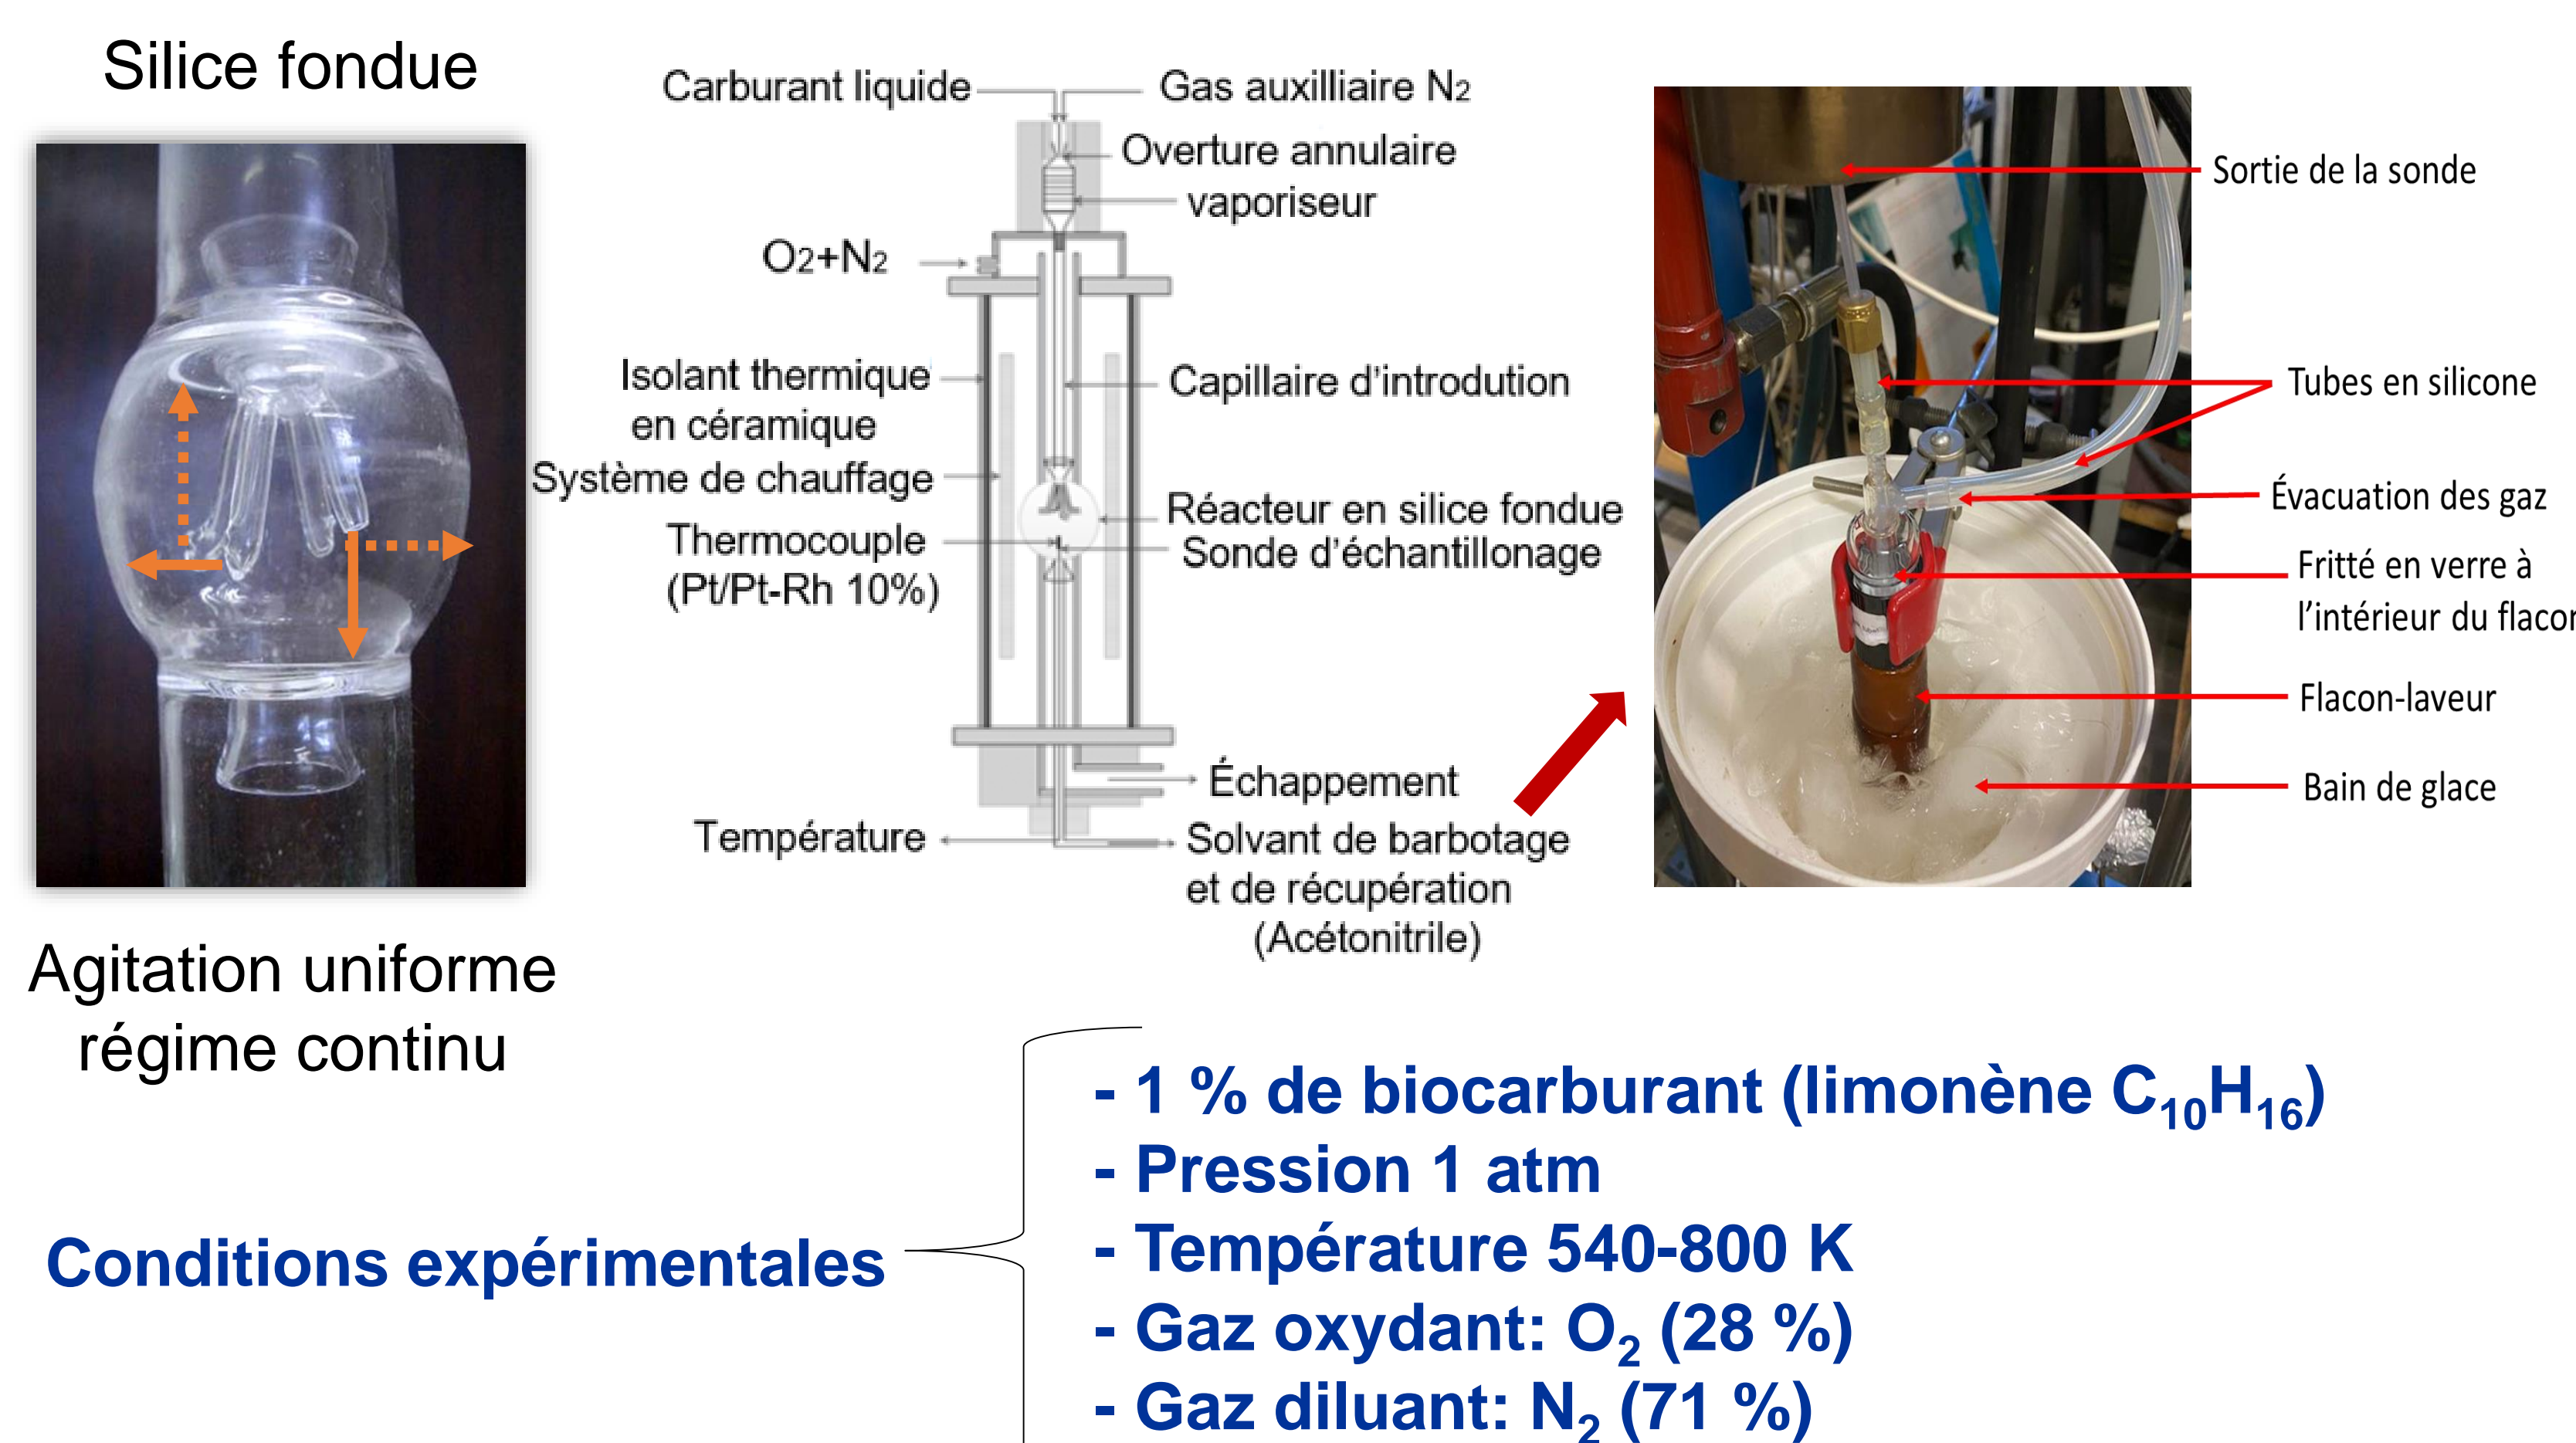 Silice fondue
Agitation uniforme
régime continu
Carburant liquide
Gas auxilliaire N₂
Overture annulaire
vaporiseur
O₂+N₂
Isolant thermique
en céramique
Capillaire d'introdution
Système de chauffage
Réacteur en silice fondue
Thermocouple
(Pt/Pt-Rh 10%)
Sonde d'échantillonage
Échappement
Température
Solvant de barbotage
et de récupération
(Acétonitrile)
Sortie de la sonde
Tubes en silicone
Évacuation des gaz
Fritté en verre à
l'intérieur du flacon
Flacon-laveur
Bain de glace
Conditions expérimentales
- 1 % de biocarburant (limonène C₁₀H₁₆)
- Pression 1 atm
- Température 540-800 K
- Gaz oxydant: O₂ (28 %)
- Gaz diluant: N₂ (71 %)